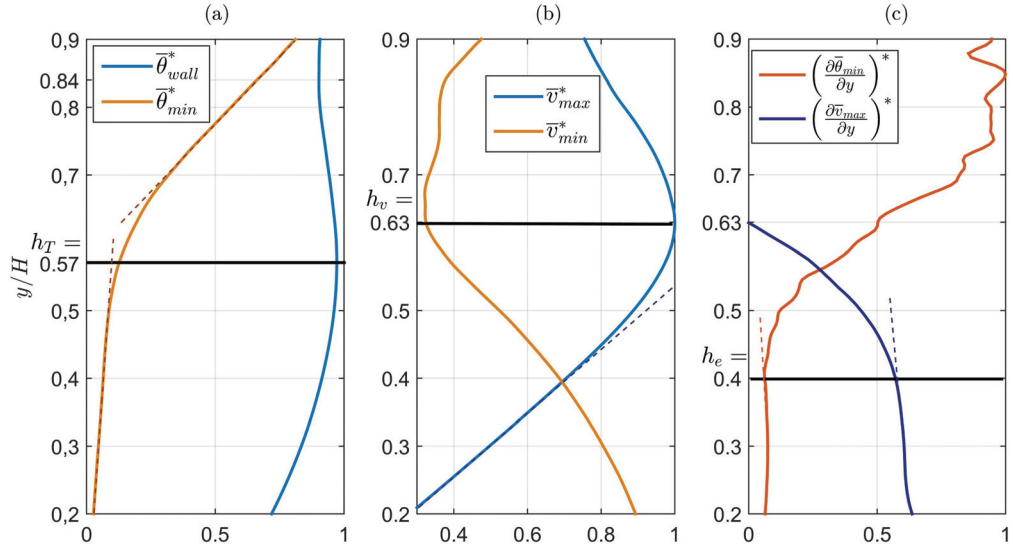 (a)
(b)
(c)
0.9
0.84
0.8
0,7
h_T =
0.57
0.5
0.4
0.3
0,2
y/H
0
0.5
1
θ̅*_wall
θ̅*_min
0.9
0.8
0.7
h_v =
0.63
0.5
0.4
0.3
0.2
0.4
0.6
0.8
1
v̅*_max
v̅*_min
0.9
0.8
0.7
0.63
0.5
h_e =
0.4
0.3
0.2
0
0.5
1
(∂θ̅_min/∂y)*
(∂v̅_max/∂y)*